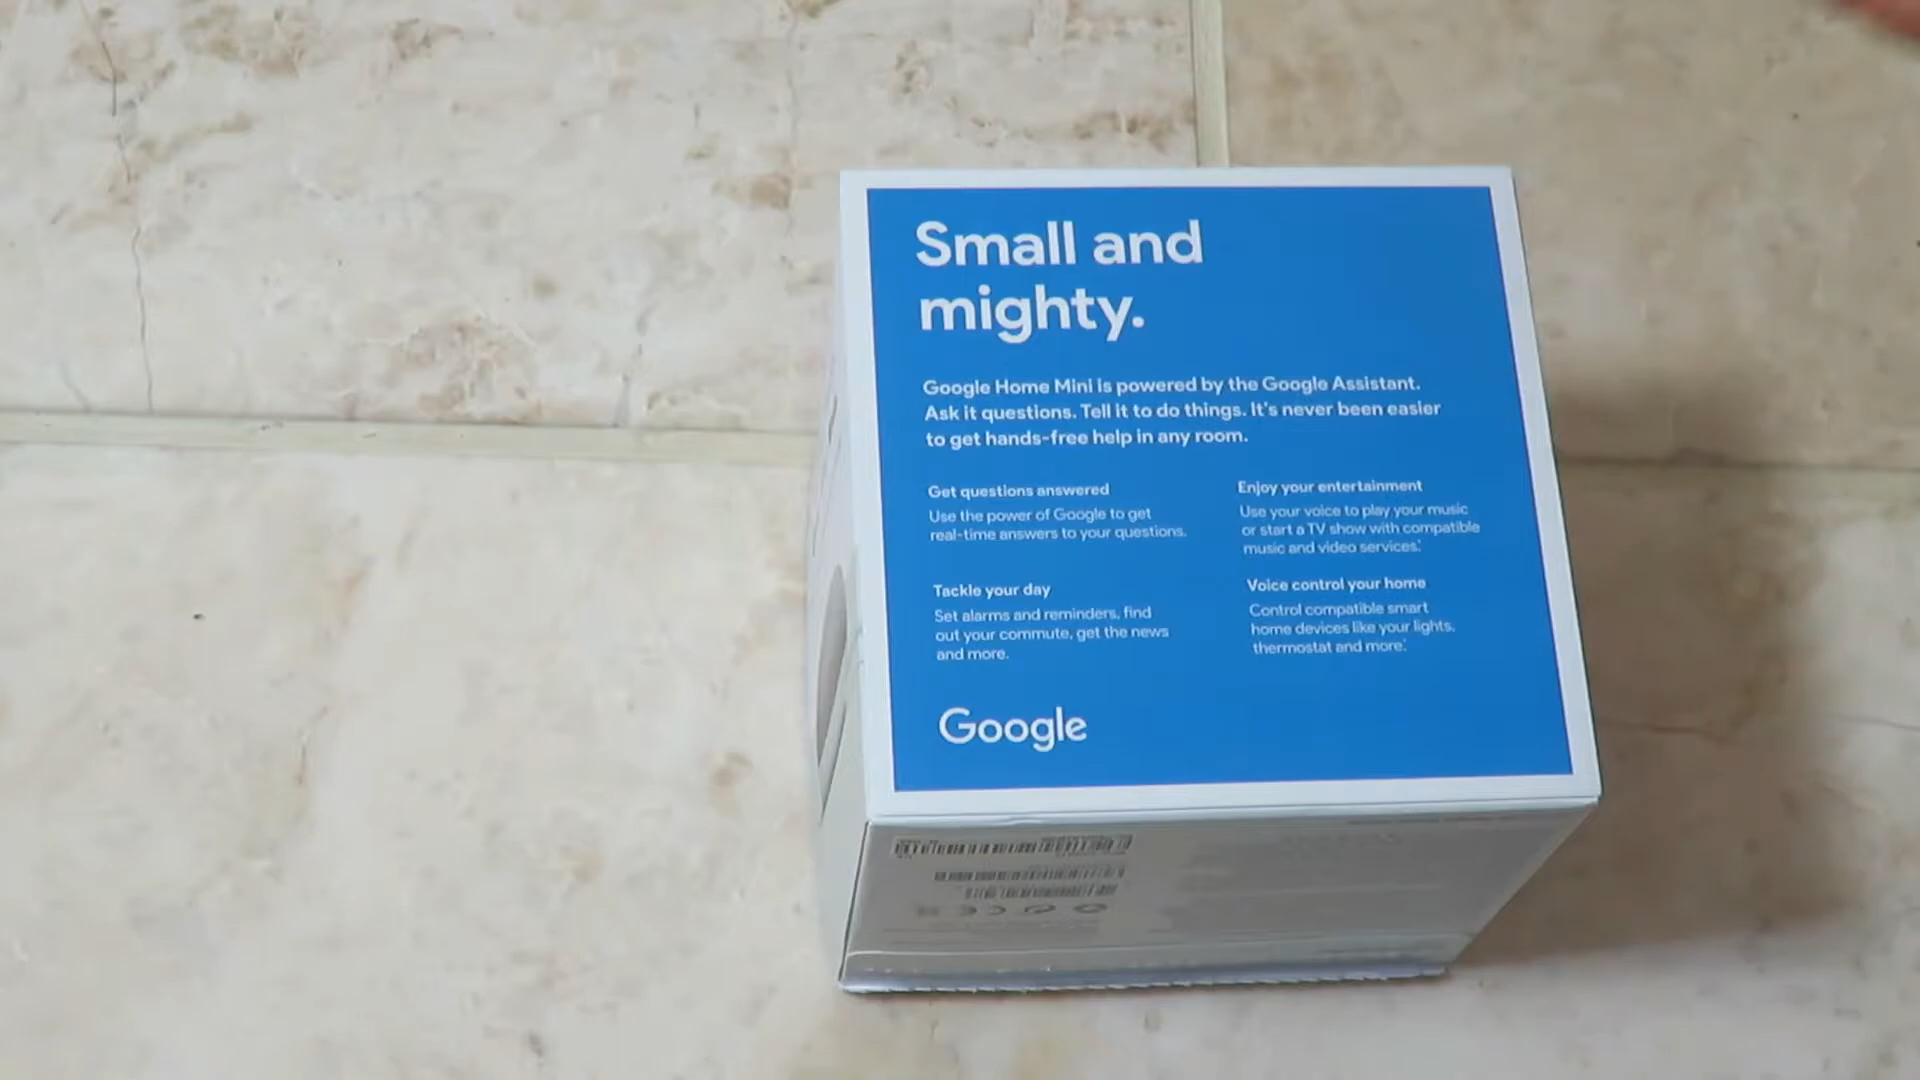 Small and
mighty.
Google Home Mini is powered by the Google Assistant.
Ask it questions. Tell it to do things. It's never been easier
to get hands-free help in any room.
Get questions answered
Use the power of Google to get
real-time answers to your questions.
Enjoy your entertainment
Use your voice to play your music
or start a TV show with compatible
music and video services.*
Tackle your day
Set alarms and reminders, find
out your commute, get the news
and more.
Voice control your home
Control compatible smart
home devices like your lights,
thermostat and more.*
Google